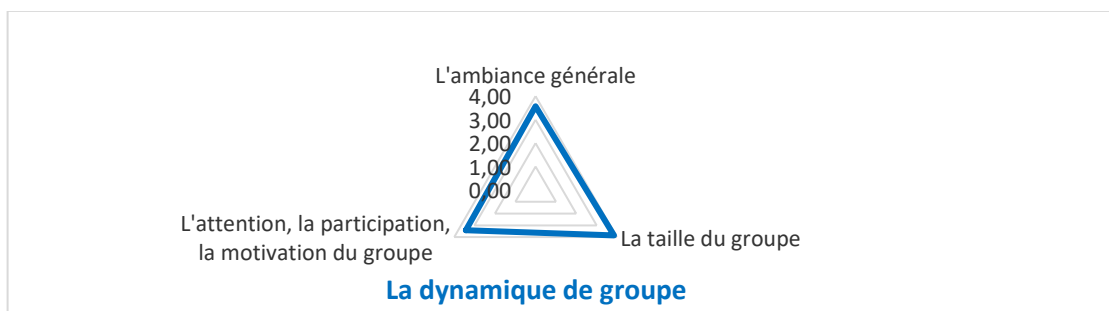 L'ambiance générale
4,00
3,00
2,00
1,00
0,00
L'attention, la participation,
la motivation du groupe
La taille du groupe
La dynamique de groupe